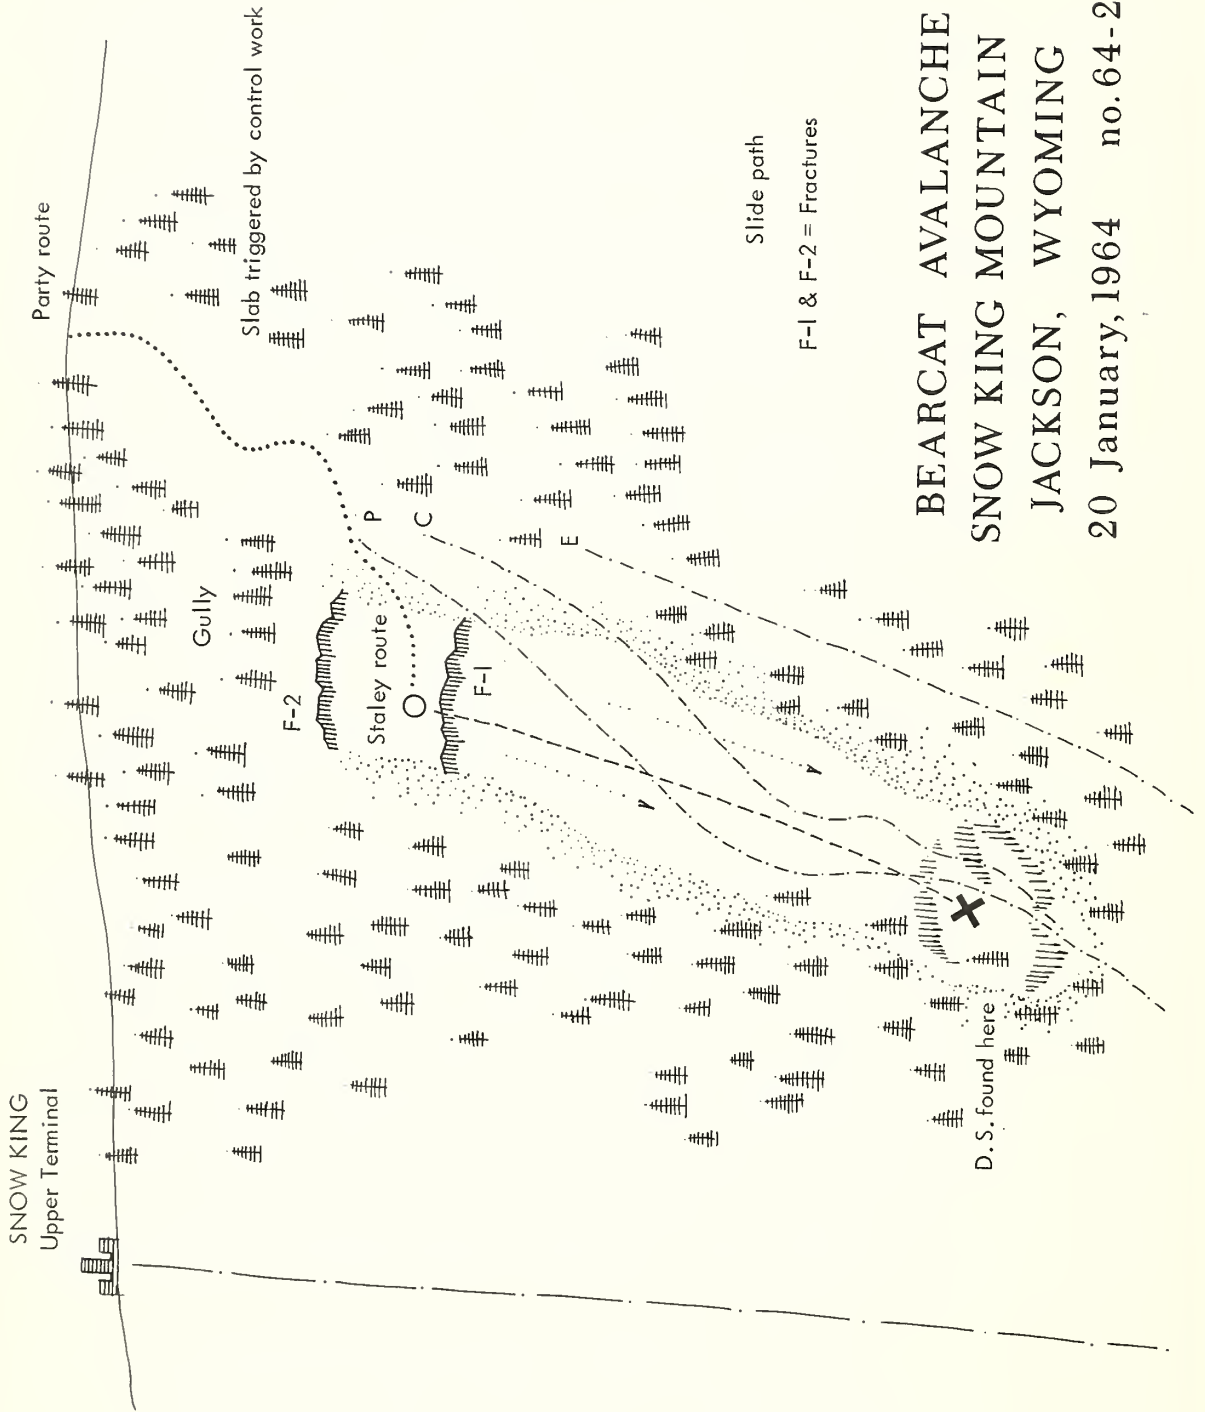 SNOW KING
Upper Terminal
Party route
Gully
Slab triggered by control work
F-2
Staley route
P
C
F-1
E
Slide path
F-1 & F-2 = Fractures
D.S. found here
BEARCAT AVALANCHE
SNOW KING MOUNTAIN
JACKSON, WYOMING
20 January, 1964 no. 64-2